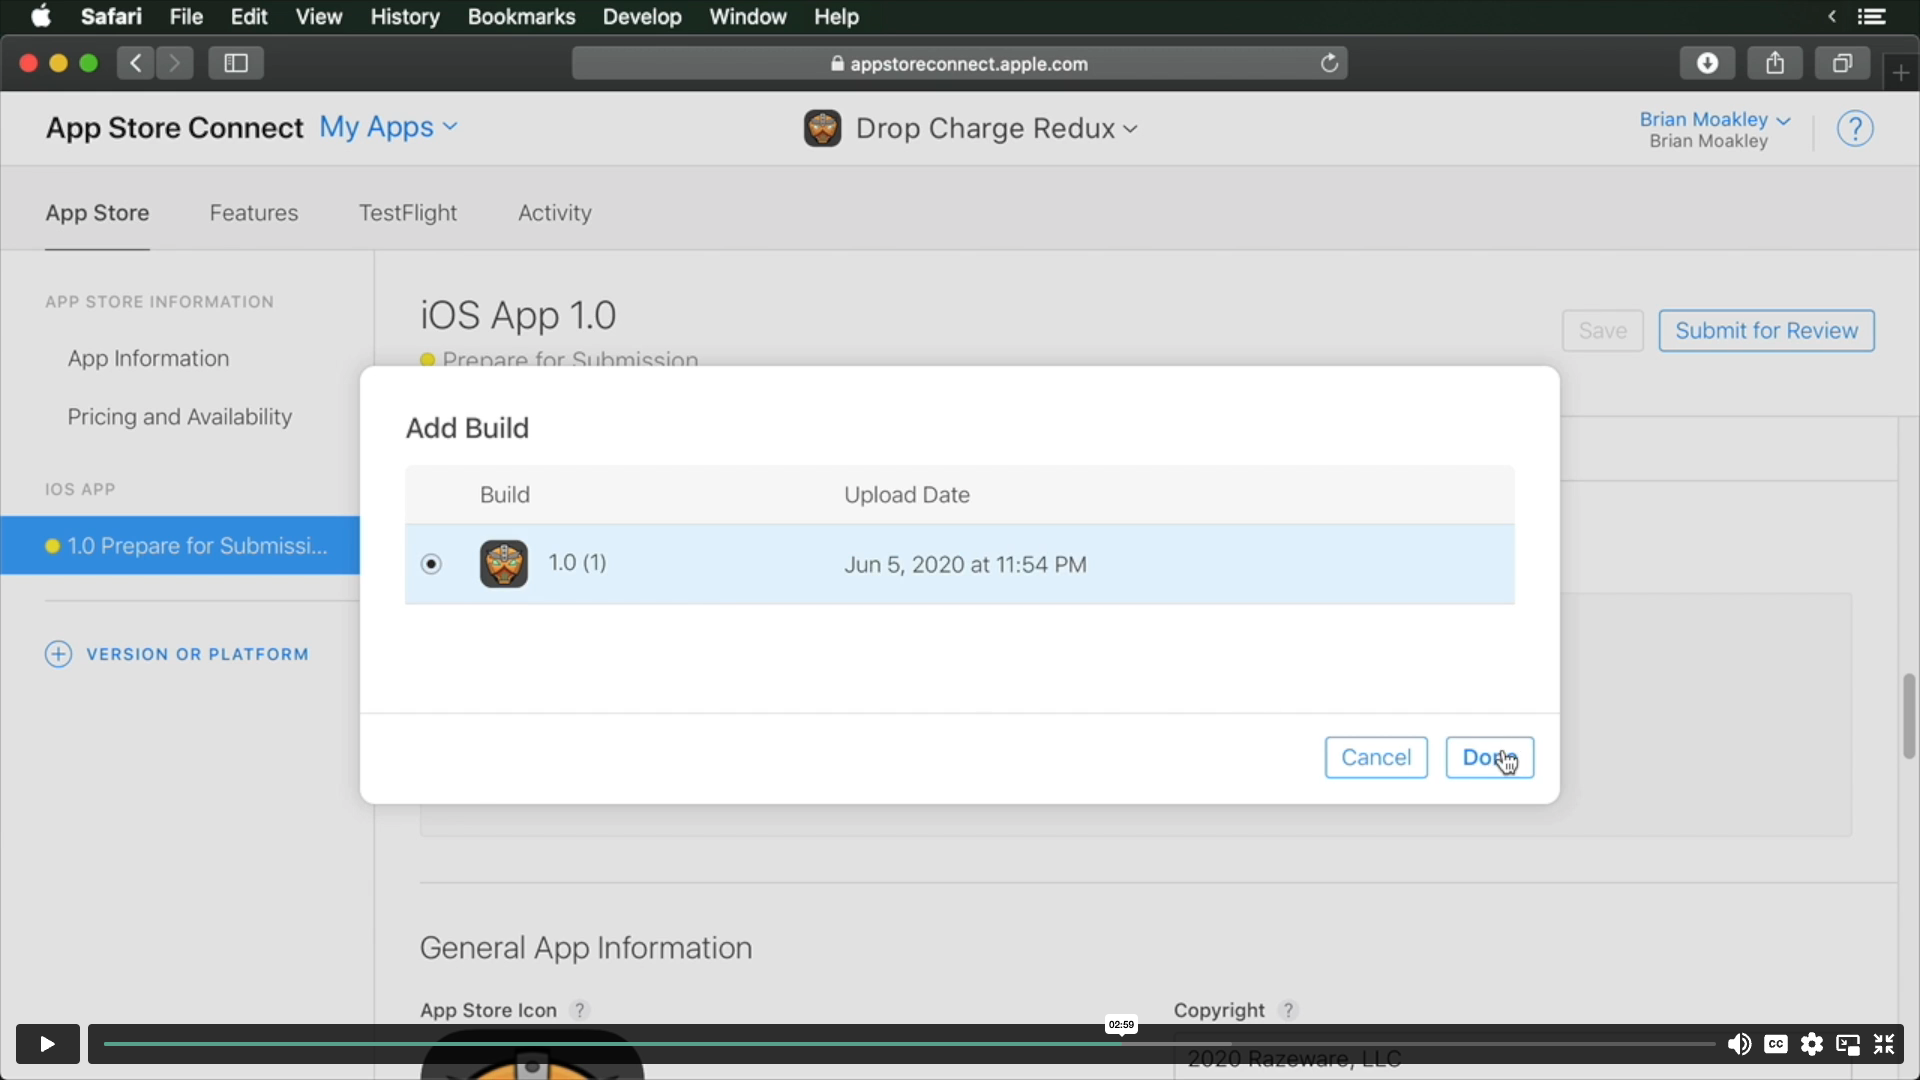 Safari File Edit View History Bookmarks Develop Window Help
appstoreconnect.apple.com
App Store Connect My Apps
Drop Charge Redux
Brian Moakley
Brian Moakley
?
App Store Features TestFlight Activity
APP STORE INFORMATION
App Information
Pricing and Availability
IOS APP
1.0 Prepare for Submissi...
VERSION OR PLATFORM
iOS App 1.0
Prepare for Submission
Save Submit for Review
Add Build
Build Upload Date
1.0 (1) Jun 5, 2020 at 11:54 PM
Cancel Done
General App Information
App Store Icon ?
Copyright ?
2020 Razeware, LLC
02:59
CC